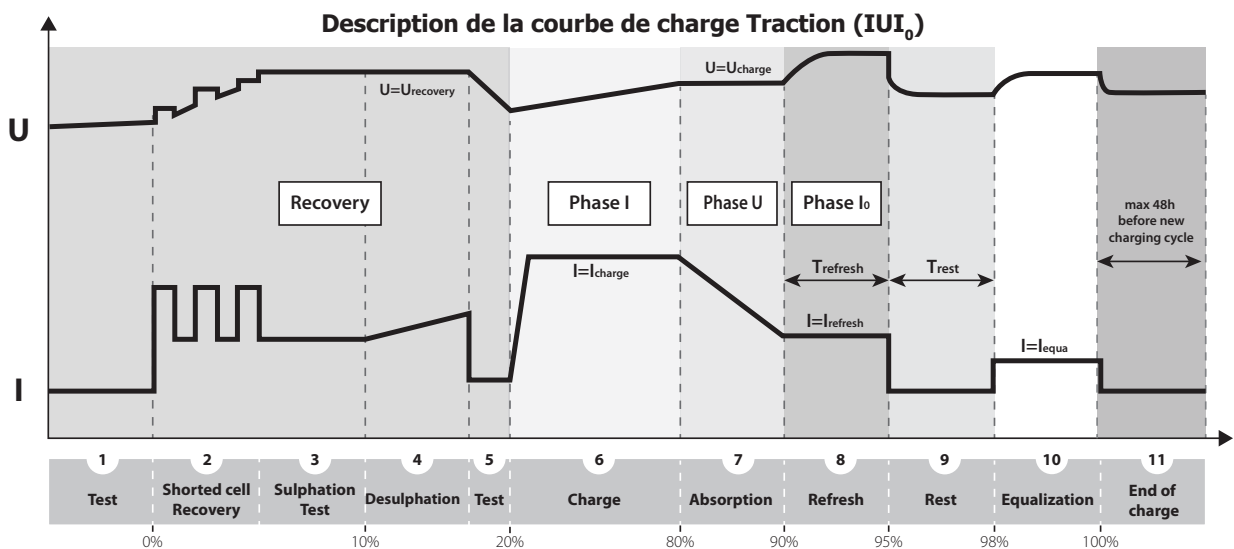 Description de la courbe de charge Traction (IUI₀)
U
U=Urecovery
U=Ucharge
Recovery
Phase I
Phase U
Phase I₀
max 48h
before new
charging cycle
I=Icharge
Trefresh
Trest
I=Irefresh
I=Iequa
I
1
2
3
4
5
6
7
8
9
10
11
Test
Shorted cell
Recovery
Sulphation
Test
Desulphation
Test
Charge
Absorption
Refresh
Rest
Equalization
End of
charge
0%
10%
20%
80%
90%
95%
98%
100%